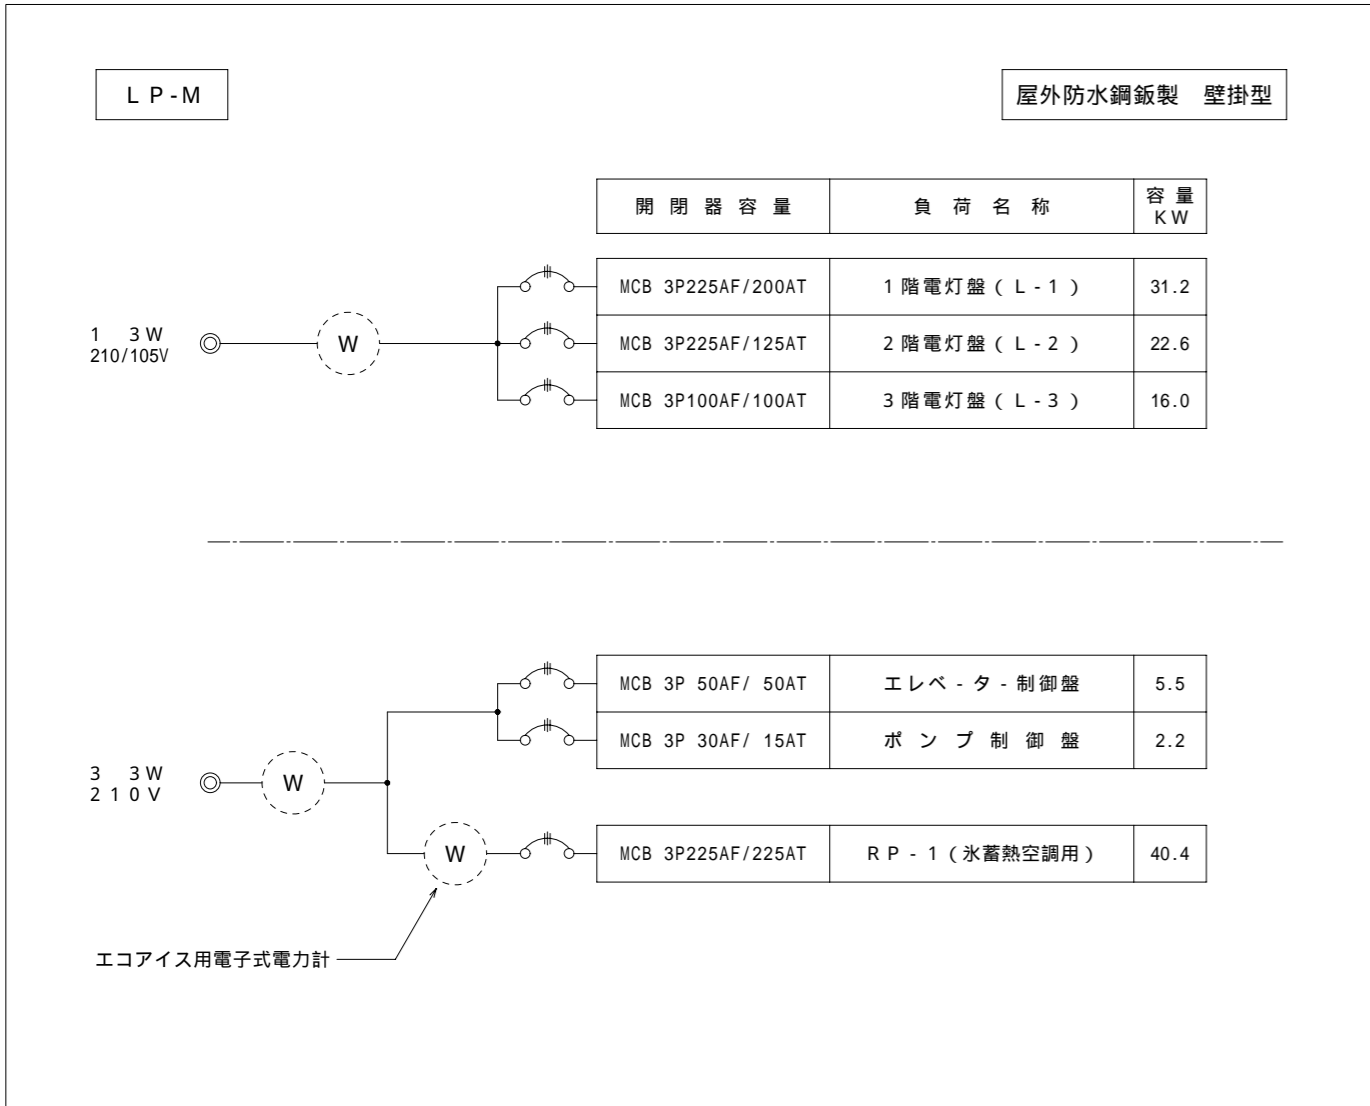 LP-M
屋外防水鋼鈑製 壁掛型
開閉器容量 負荷名称 容量
KW
MCB 3P225AF/200AT 1階電灯盤(L-1) 31.2
1 3W
210/105V
W
MCB 3P225AF/125AT 2階電灯盤(L-2) 22.6
MCB 3P100AF/100AT 3階電灯盤(L-3) 16.0
MCB 3P 50AF/ 50AT エレベ-タ-制御盤 5.5
MCB 3P 30AF/ 15AT ポンプ制御盤 2.2
3 3W
210V
W
W
MCB 3P225AF/225AT RP-1(氷蓄熱空調用) 40.4
エコアイス用電子式電力計